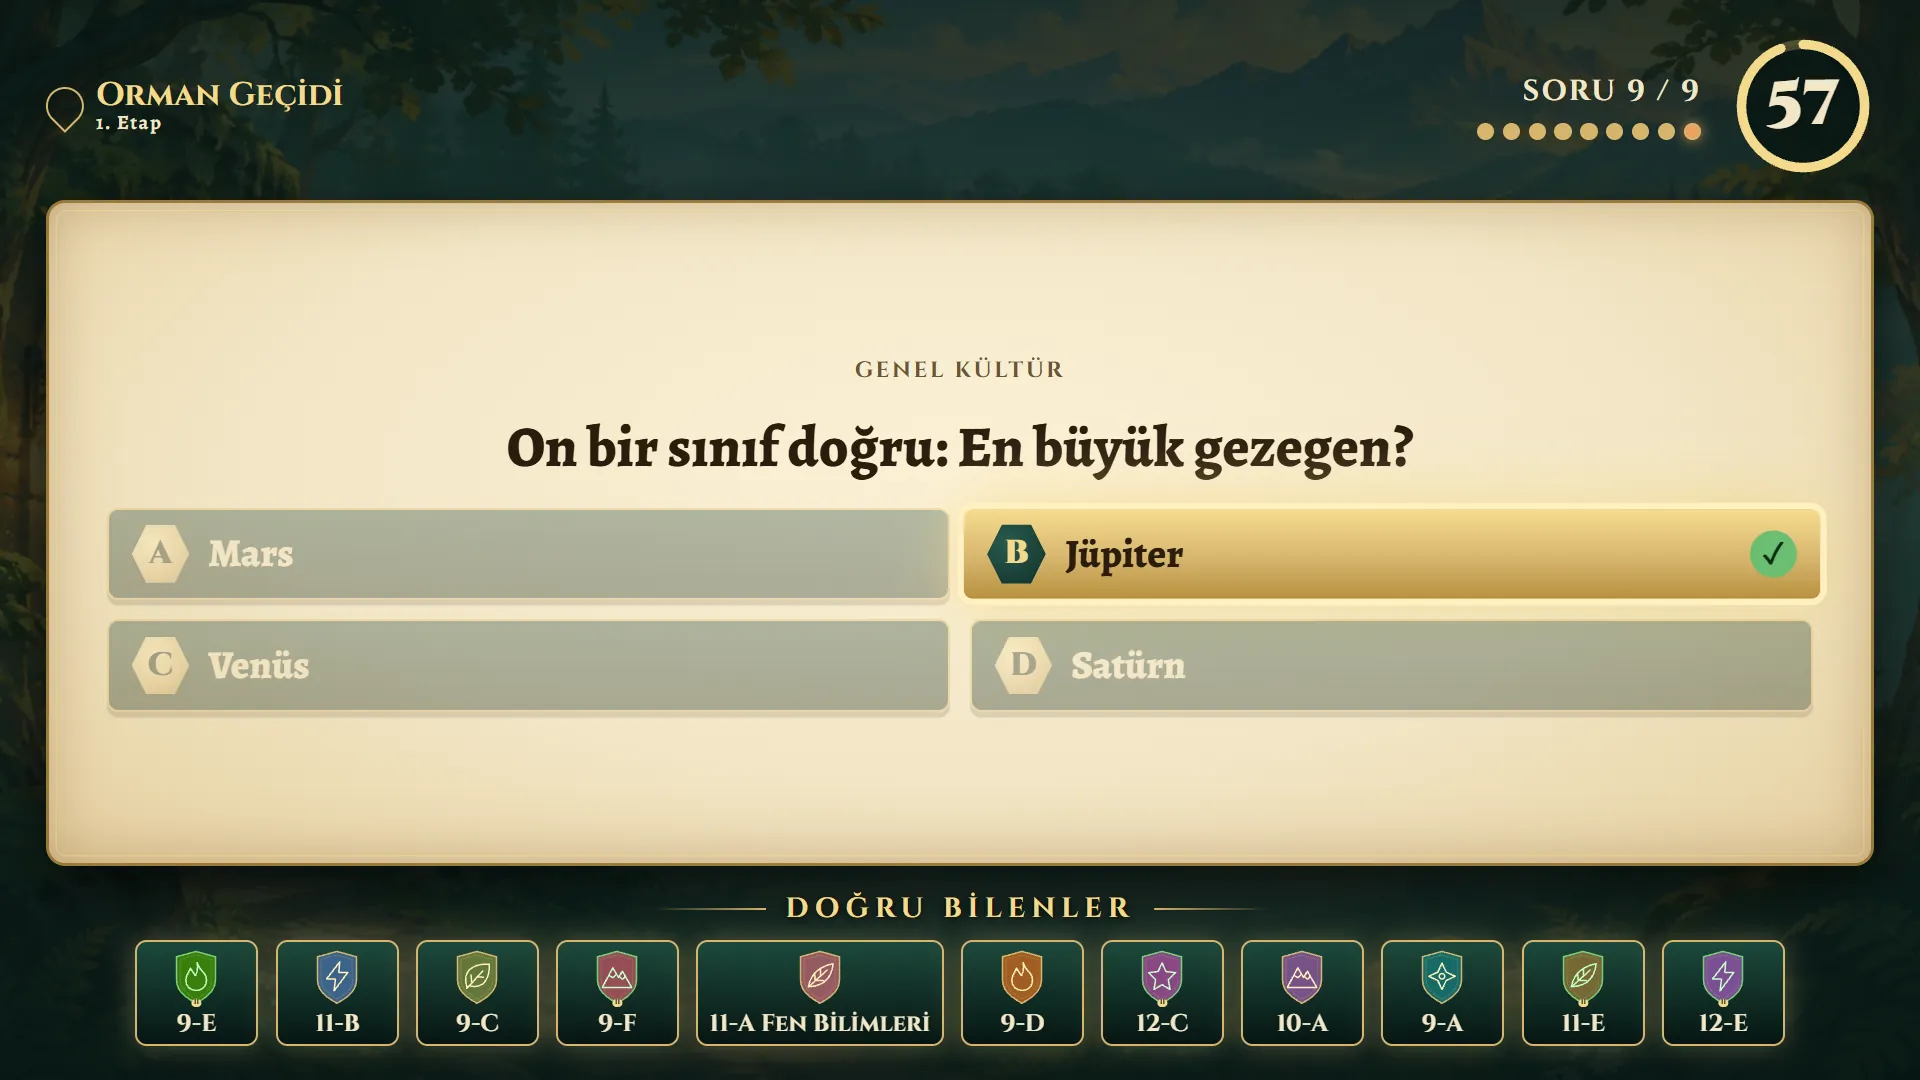 Orman Geçidi
1. Etap
SORU 9 / 9
57
GENEL KÜLTÜR
On bir sınıf doğru: En büyük gezegen?
A Mars
B Jüpiter ✓
C Venüs
D Satürn
DOĞRU BİLENLER
9-E
11-B
9-C
9-F
11-A Fen Bilimleri
9-D
12-C
10-A
9-A
11-E
12-E